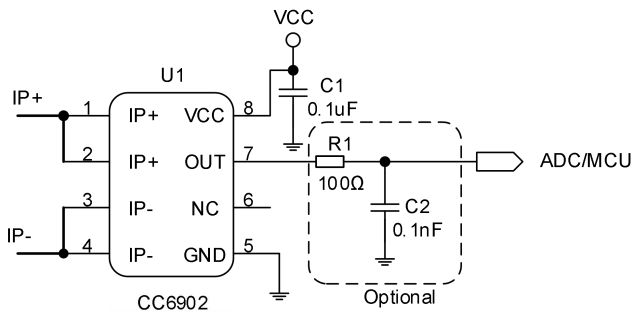 VCC
U1
C1
0.1uF
IP+
1 IP+ VCC 8
2 IP+ OUT 7
R1
100Ω
ADC/MCU
3 IP- NC 6
C2
0.1nF
IP-
4 IP- GND 5
CC6902
Optional